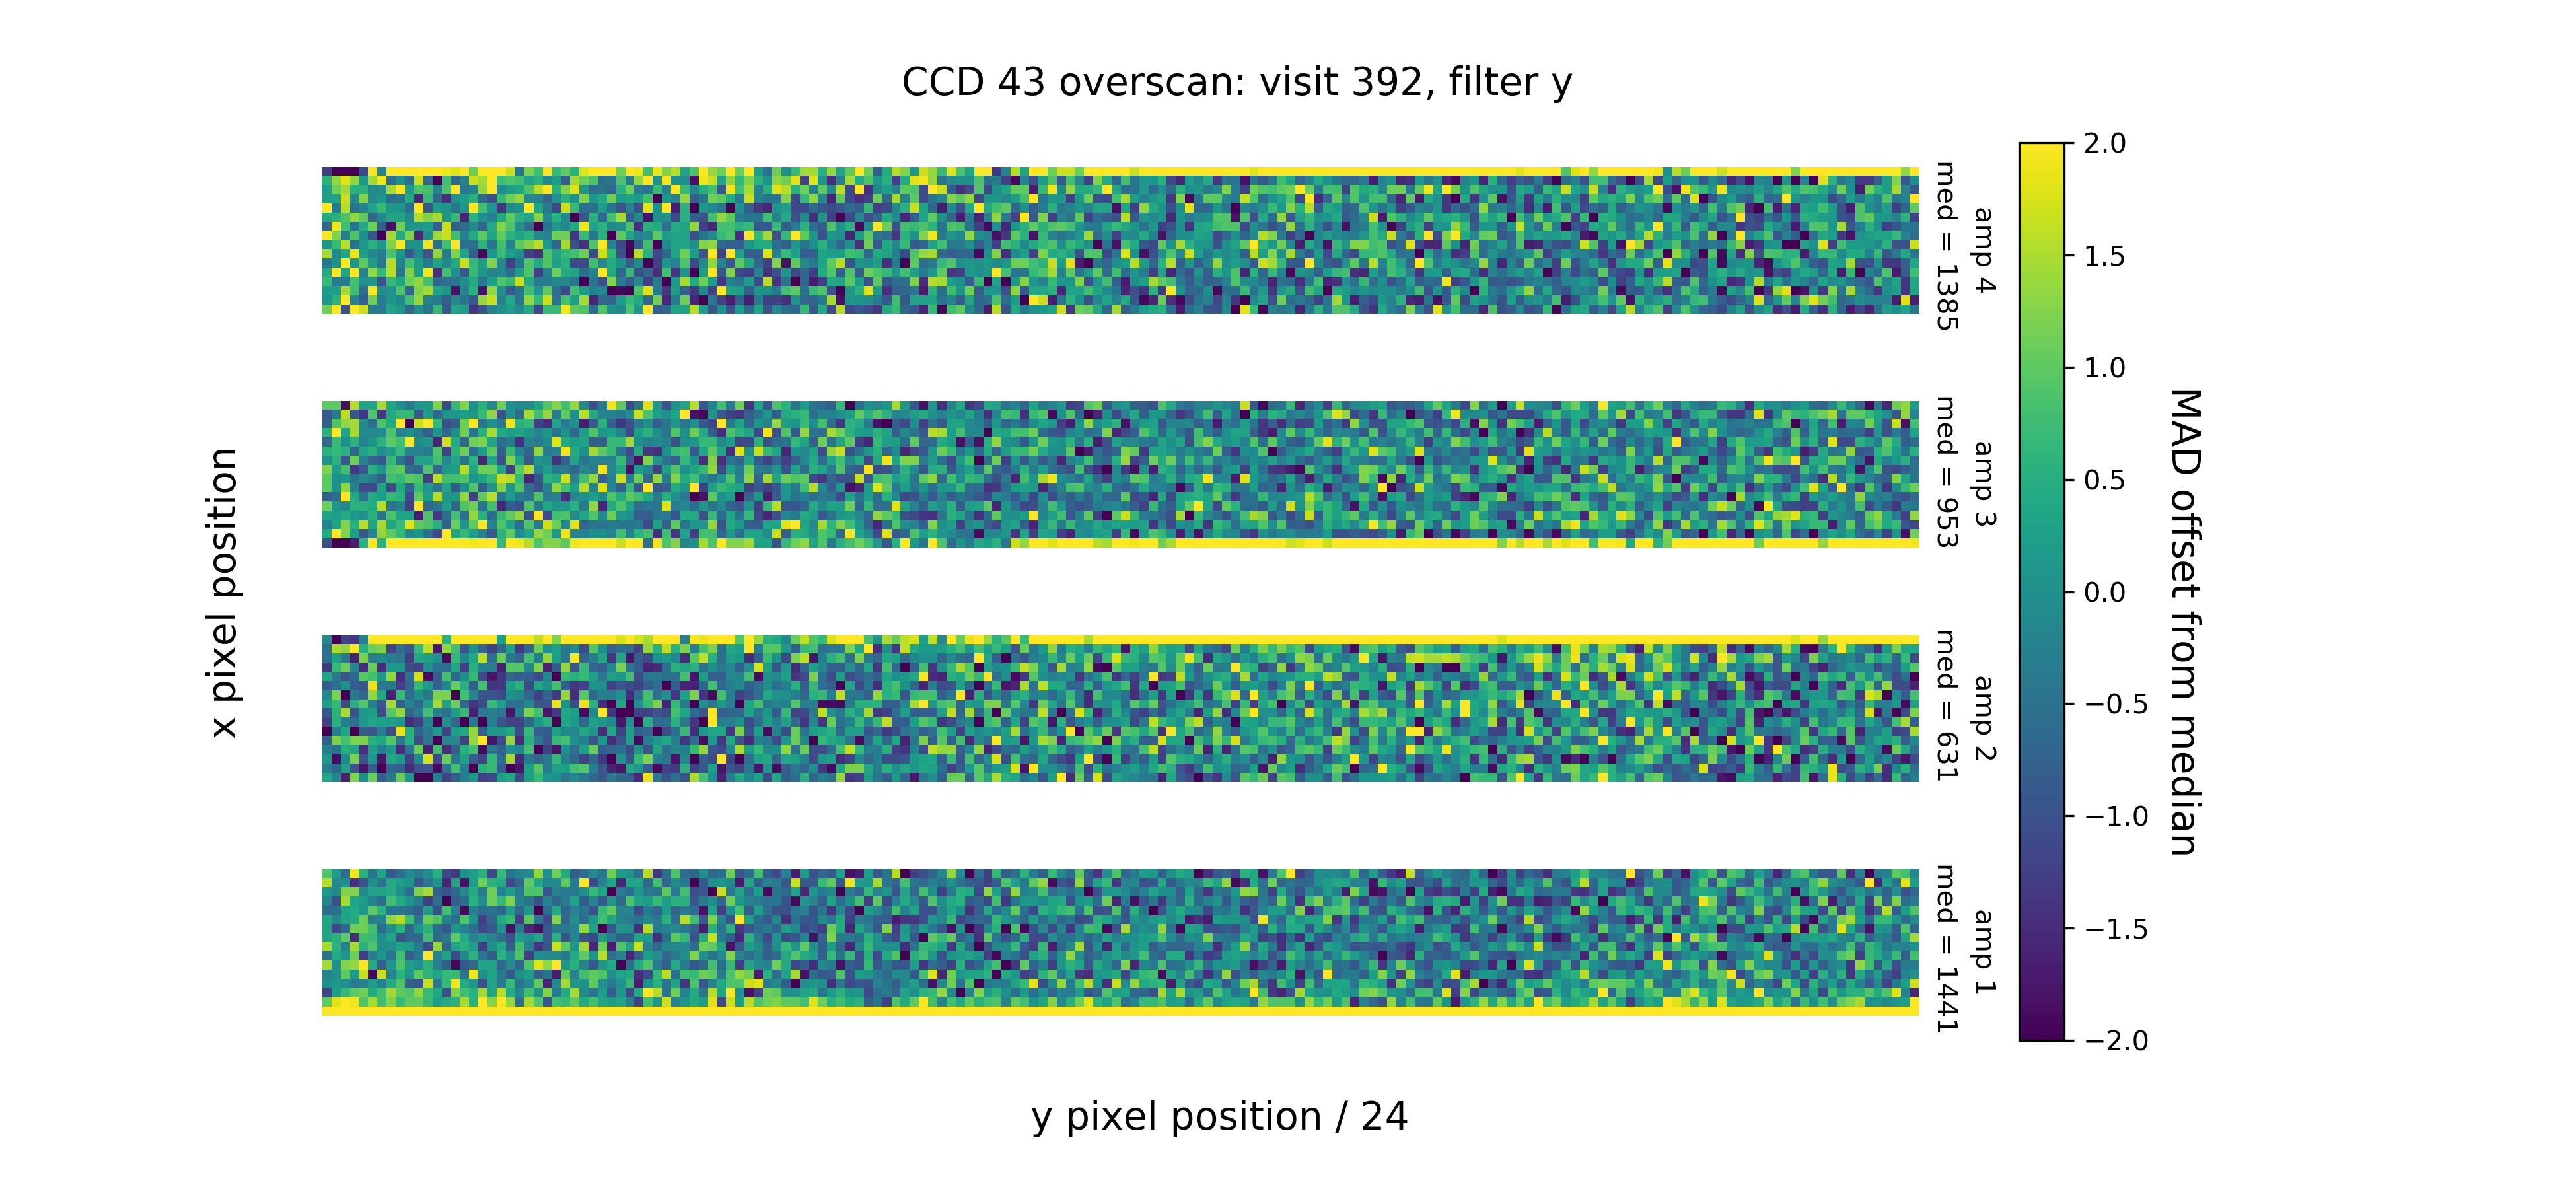 CCD 43 overscan: visit 392, filter y
x pixel position
amp 4
med = 1385
amp 3
med = 953
amp 2
med = 631
amp 1
med = 1441
2.0
1.5
1.0
0.5
0.0
−0.5
−1.0
−1.5
−2.0
MAD offset from median
y pixel position / 24